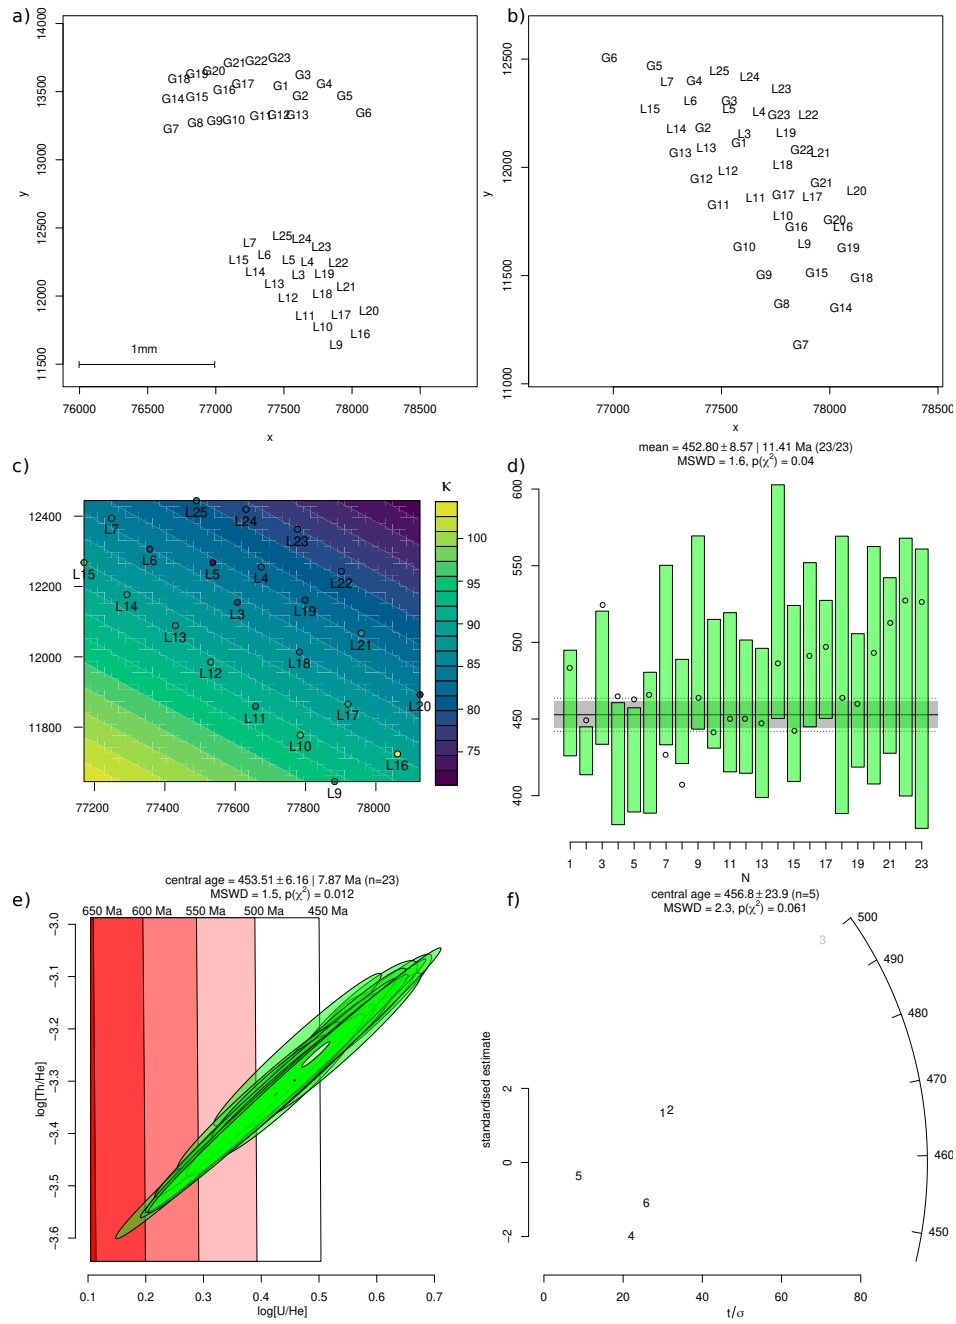 a)
14000
13500
13000
12500
12000
11500
y
G21 G22 G23
G18 G19 G20
G17 G1 G3 G4
G14 G15 G16 G2 G5
G7 G8 G9 G10 G11 G12 G13 G6
L25 L24
L7 L23
L15 L6 L5 L4 L22
L14 L3 L19
L13 L12 L18 L21
L11 L17 L20
L10 L16
L9
1mm
76000 76500 77000 77500 78000 78500
x
b)
12500
12000
11500
11000
y
G6
G5 L25 L24
L7 G4 L23
L6 G3
L15 L5 L4 G23 L22
L14 G2 L3 L19
G13 L13 G1 G22 L21
G12 L12 L18
G11 L11 G17 L17 G21 L20
L10 G16 G20 L16
G10 L9 G19
G9 G15 G18
G8 G14
G7
77000 77500 78000 78500
x
c)
κ
12400
12200
12000
11800
L25 L24
L7 L23
L6 L5 L4 L22
L15
L14 L3 L19
L13 L21
L12 L18
L11 L17 L20
L10 L16
L9
77200 77400 77600 77800 78000
100
95
90
85
80
75
d)
mean = 452.80 ± 8.57 | 11.41 Ma (23/23)
MSWD = 1.6, p(χ²) = 0.04
600
550
500
450
400
1 3 5 7 9 11 13 15 17 19 21 23
N
e)
central age = 453.51 ± 6.16 | 7.87 Ma (n=23)
MSWD = 1.5, p(χ²) = 0.012
650 Ma 600 Ma 550 Ma 500 Ma 450 Ma
−3.0
−3.1
−3.2
−3.3
−3.4
−3.5
−3.6
log[Th/He]
0.1 0.2 0.3 0.4 0.5 0.6 0.7
log[U/He]
f)
central age = 456.8 ± 23.9 (n=5)
MSWD = 2.3, p(χ²) = 0.061
500
490
480
470
460
450
3
1 2
5
6
4
2
0
−2
standardised estimate
0 20 40 60 80
t/σ